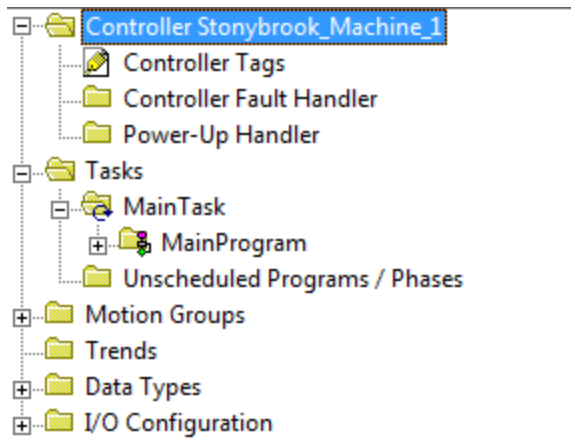 Controller Stonybrook_Machine_1
Controller Tags
Controller Fault Handler
Power-Up Handler
Tasks
MainTask
MainProgram
Unscheduled Programs / Phases
Motion Groups
Trends
Data Types
I/O Configuration